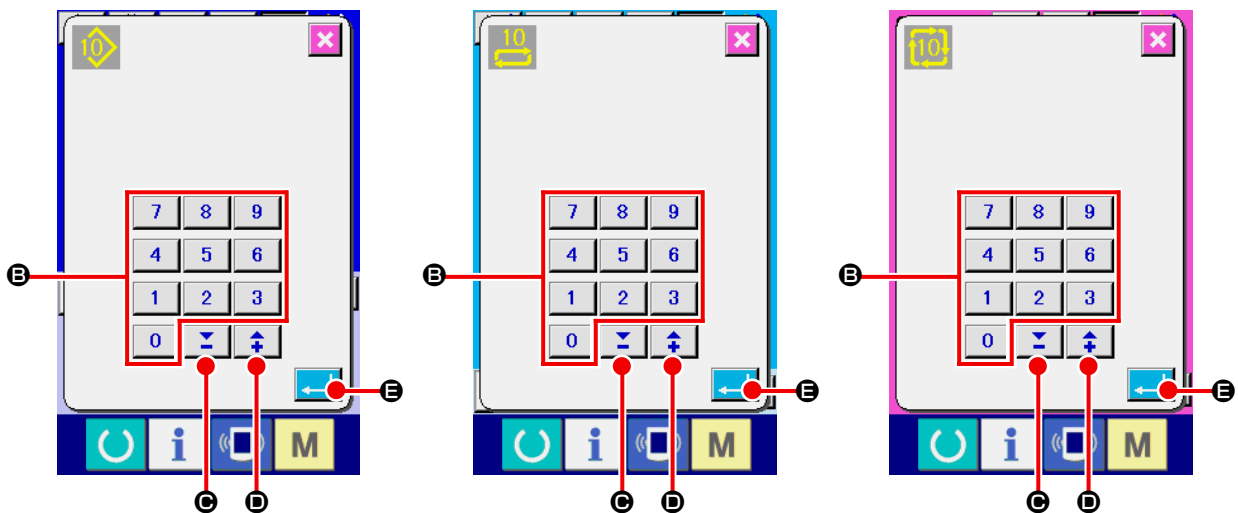 10 × 10 × 10 ×
7 8 9 7 8 9 7 8 9
4 5 6 4 5 6 4 5 6
B B B
1 2 3 1 2 3 1 2 3
0 − + 0 − + 0 − +
E E E
i M i M i M
C D C D C D